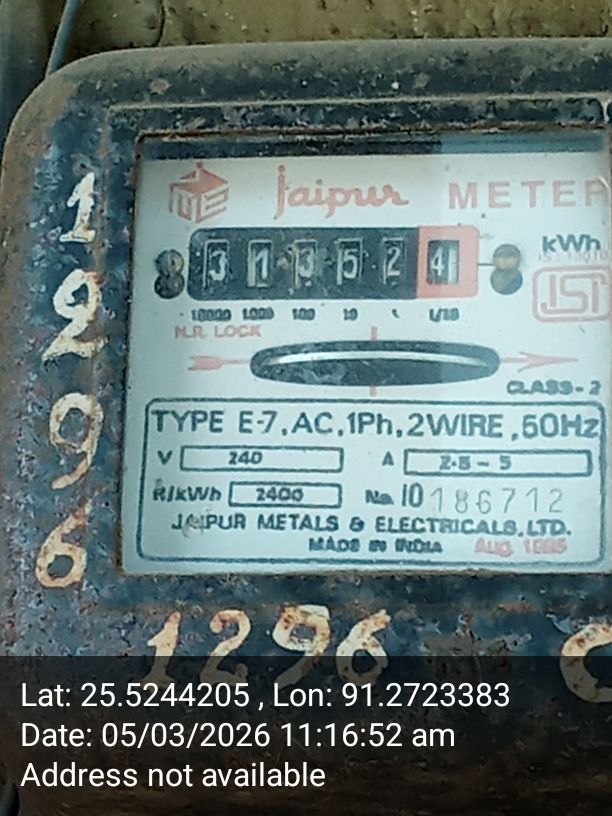 Jaipur METER
kWh
IS:13010
3 1 3 5 2 4
10000 1000 100 10 1 1/10
N.R. LOCK
CLASS-2
TYPE E-7, AC, 1Ph, 2WIRE, 50Hz
V 240 A 2.5-5
R/kWh 2400 No. 10186712
JAIPUR METALS & ELECTRICALS. LTD.
MADE IN INDIA
1
2
9
6
1296
Lat: 25.5244205 , Lon: 91.2723383
Date: 05/03/2026 11:16:52 am
Address not available